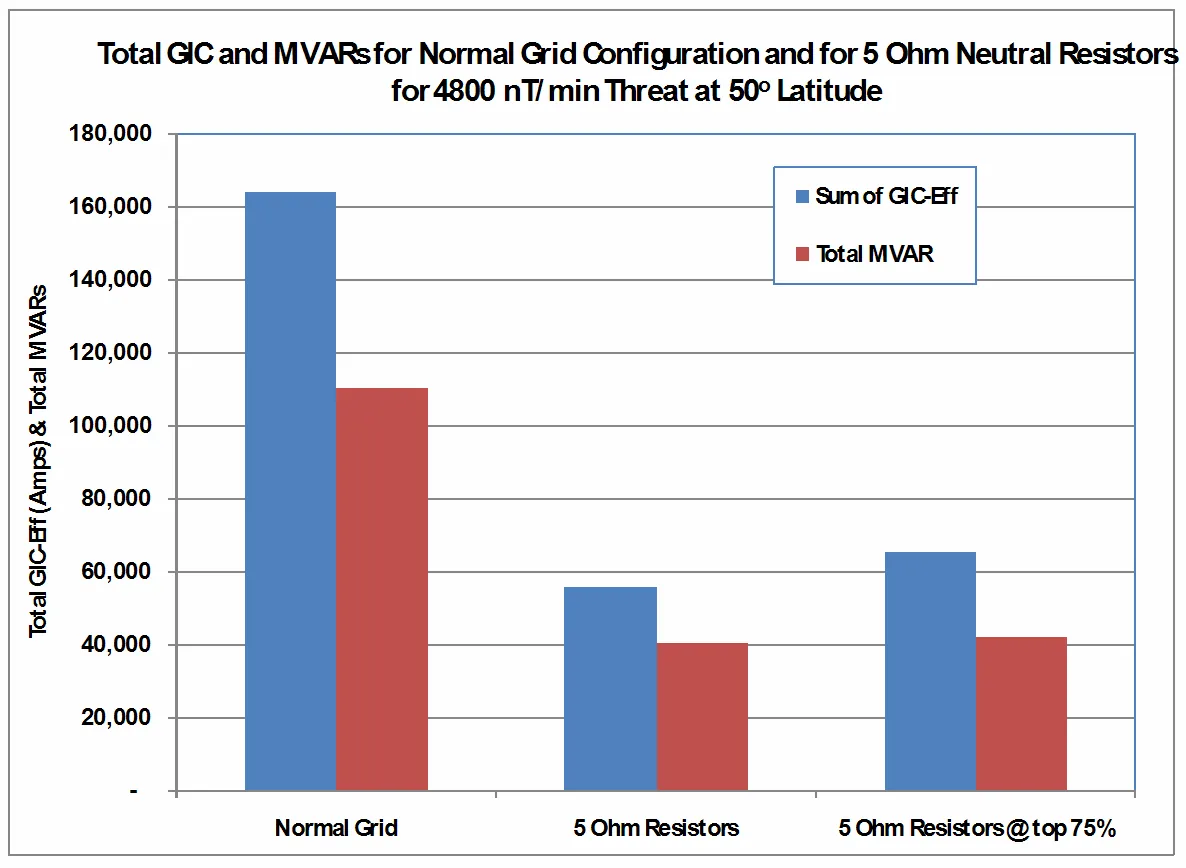 Total GIC and MVARs for Normal Grid Configuration and for 5 Ohm Neutral Resistors
for 4800 nT/min Threat at 50º Latitude
180,000
160,000
140,000
120,000
100,000
80,000
60,000
40,000
20,000
-
Total GIC-Eff (Amps) & Total MVARs
Sum of GIC-Eff
Total MVAR
Normal Grid
5 Ohm Resistors
5 Ohm Resistors @ top 75%